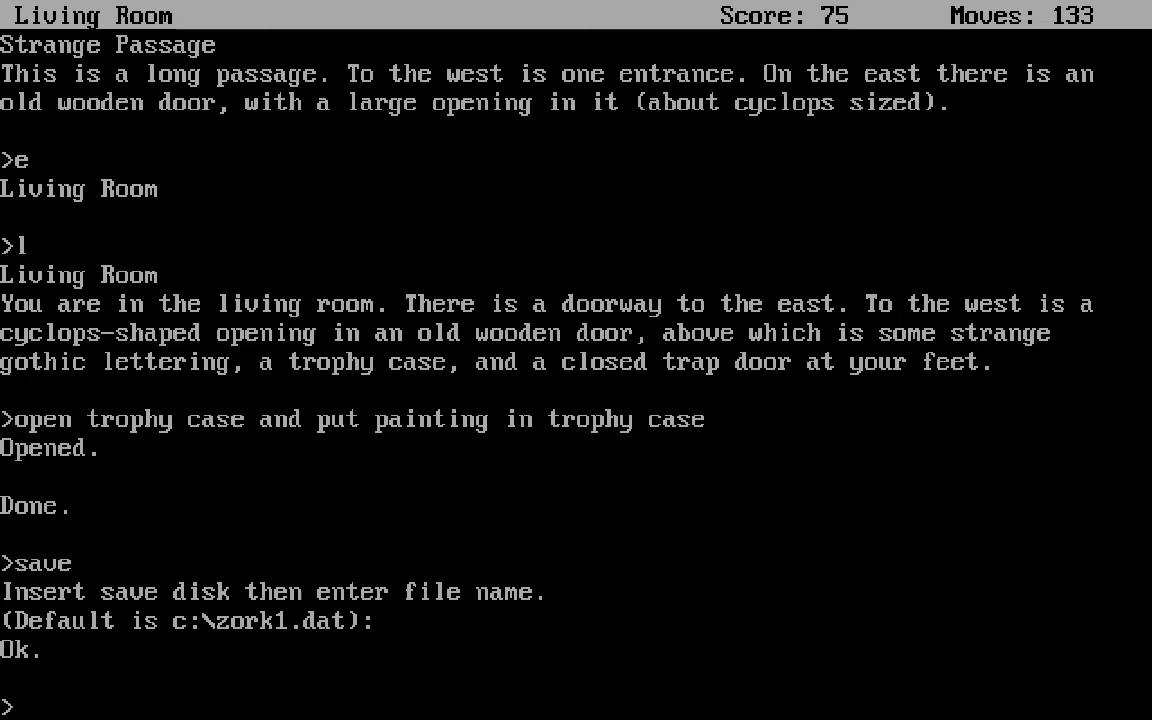 Living Room Score: 75 Moves: 133
Strange Passage
This is a long passage. To the west is one entrance. On the east there is an
old wooden door, with a large opening in it (about cyclops sized).
>e
Living Room
>l
Living Room
You are in the living room. There is a doorway to the east. To the west is a
cyclops-shaped opening in an old wooden door, above which is some strange
gothic lettering, a trophy case, and a closed trap door at your feet.
>open trophy case and put painting in trophy case
Opened.
Done.
>save
Insert save disk then enter file name.
(Default is c:\zork1.dat):
Ok.
>